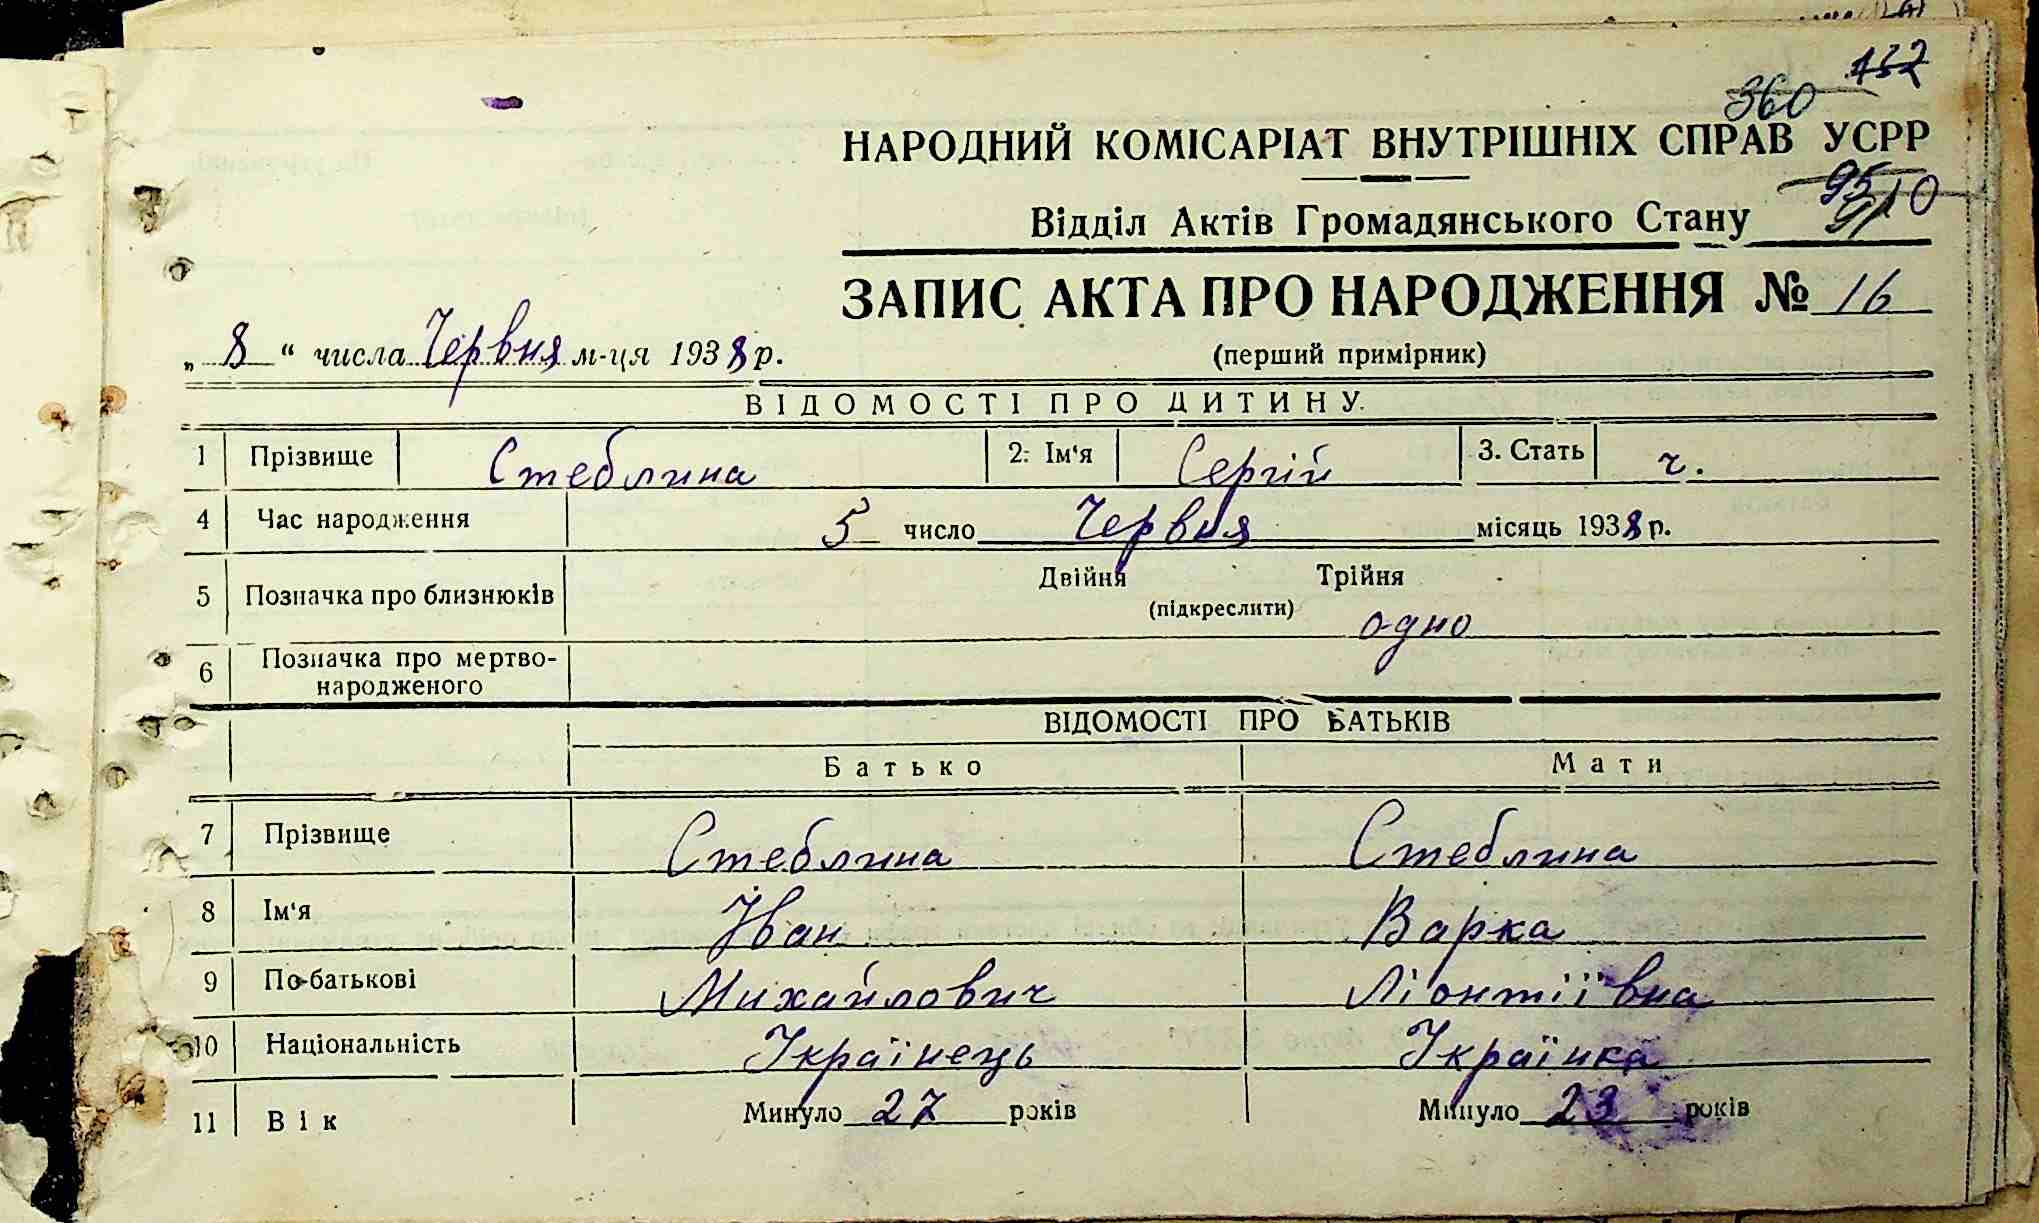 360 152
НАРОДНИЙ КОМІСАРІАТ ВНУТРІШНІХ СПРАВ УСРР
Відділ Актів Громадянського Стану
ЗАПИС АКТА ПРО НАРОДЖЕННЯ № 16
„ 8 “ числа Червня м-ця 1938 р.
(перший примірник)
ВІДОМОСТІ ПРО ДИТИНУ.
1 Прізвище Стеблина 2. Ім'я Сергій 3. Стать ч.
4 Час народження 5 число Червня місяць 1938 р.
5 Позначка про близнюків Двійня Трійня
(підкреслити) одно
6 Позначка про мертво-
народженого
ВІДОМОСТІ ПРО БАТЬКІВ
Батько Мати
7 Прізвище Стеблина Стеблина
8 Ім'я Іван Варка
9 По-батькові Михайлович Ліонтіївна
10 Національність Українець Українка
11 Вік Минуло 27 років Минуло 23 років